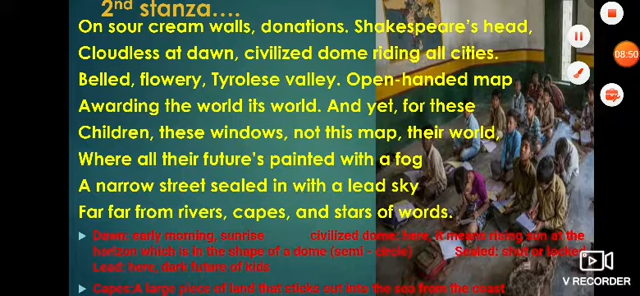 2nd stanza....
On sour cream walls, donations. Shakespeare's head,
Cloudless at dawn, civilized dome riding all cities.
Belled, flowery, Tyrolese valley. Open-handed map
Awarding the world its world. And yet, for these
Children, these windows, not this map, their world,
Where all their future's painted with a fog
A narrow street sealed in with a lead sky
Far far from rivers, capes, and stars of words.
Dawn: early morning, sunrise civilized dome: here, it means rising sun at the
horizon which is in the shape of a dome (semi – circle) Sealed: shut or locked
Lead: here, dark future of kids
Capes: A large piece of land that sticks out into the sea from the coast
08:50
V RECORDER